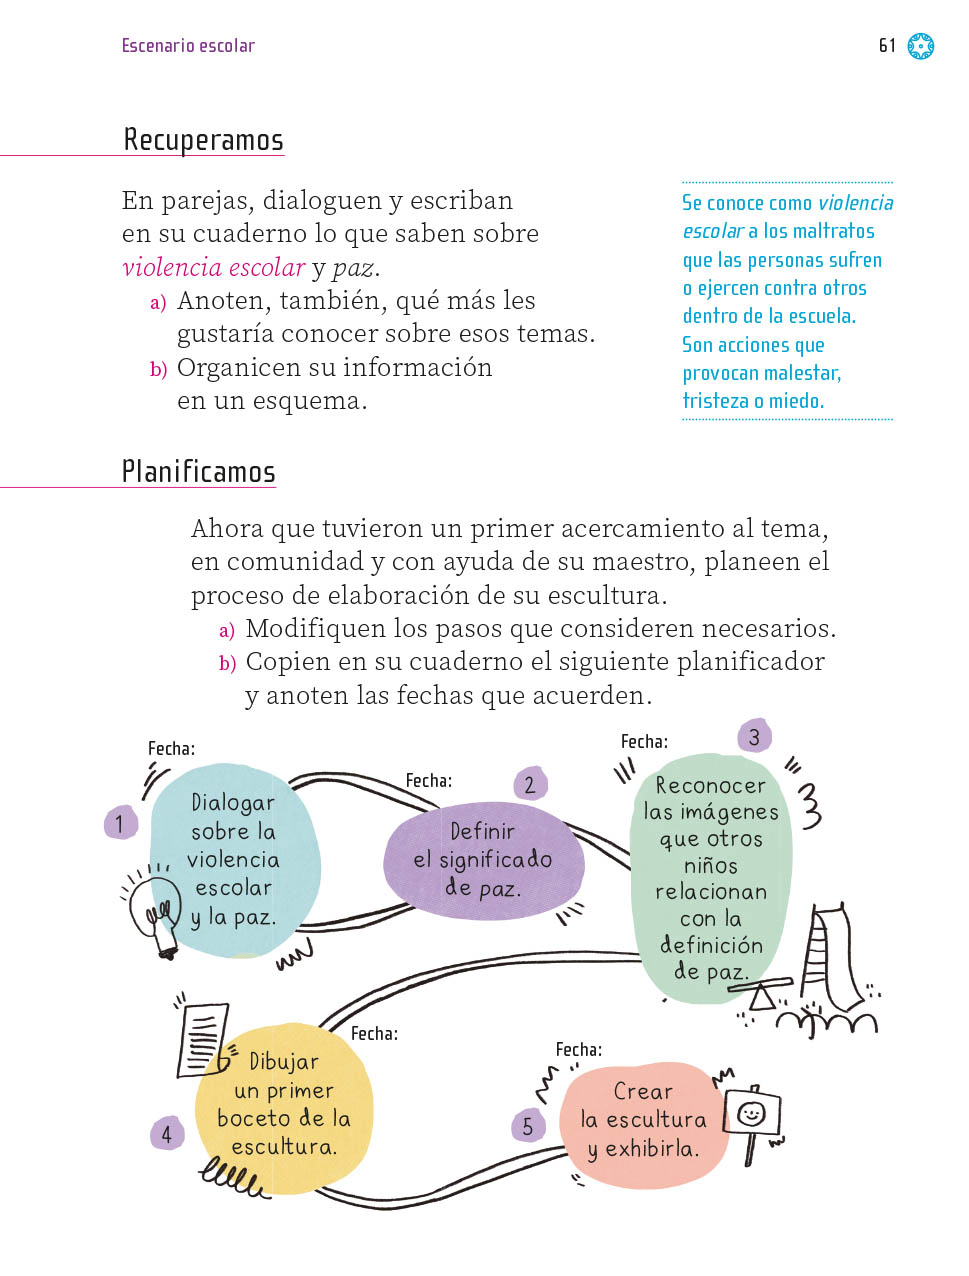 Escenario escolar
61
Recuperamos
En parejas, dialoguen y escriban
en su cuaderno lo que saben sobre
violencia escolar y paz.
a) Anoten, también, qué más les
gustaría conocer sobre esos temas.
b) Organicen su información
en un esquema.
Se conoce como violencia
escolar a los maltratos
que las personas sufren
o ejercen contra otros
dentro de la escuela.
Son acciones que
provocan malestar,
tristeza o miedo.
Planificamos
Ahora que tuvieron un primer acercamiento al tema,
en comunidad y con ayuda de su maestro, planeen el
proceso de elaboración de su escultura.
a) Modifiquen los pasos que consideren necesarios.
b) Copien en su cuaderno el siguiente planificador
y anoten las fechas que acuerden.
Fecha:
1
Dialogar
sobre la
violencia
escolar
y la paz.
Fecha:
2
Definir
el significado
de paz.
Fecha:
3
Reconocer
las imágenes
que otros
niños
relacionan
con la
definición
de paz.
Fecha:
4
Dibujar
un primer
boceto de la
escultura.
Fecha:
5
Crear
la escultura
y exhibirla.